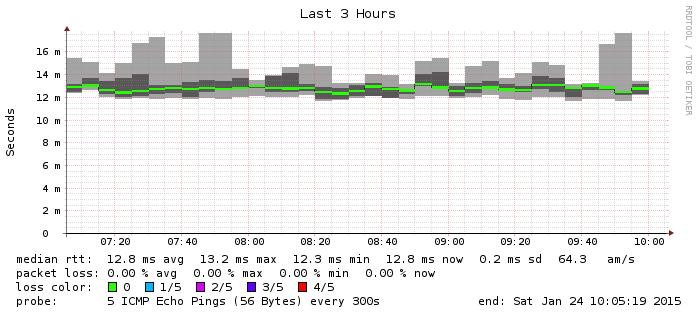 Last 3 Hours
RRDTOOL / TOBI OETIKER
Seconds
16 m
14 m
12 m
10 m
8 m
6 m
4 m
2 m
0
07:20 07:40 08:00 08:20 08:40 09:00 09:20 09:40 10:00
median rtt: 12.8 ms avg 13.2 ms max 12.3 ms min 12.8 ms now 0.2 ms sd 64.3 am/s
packet loss: 0.00 % avg 0.00 % max 0.00 % min 0.00 % now
loss color: 0 1/5 2/5 3/5 4/5
probe: 5 ICMP Echo Pings (56 Bytes) every 300s end: Sat Jan 24 10:05:19 2015